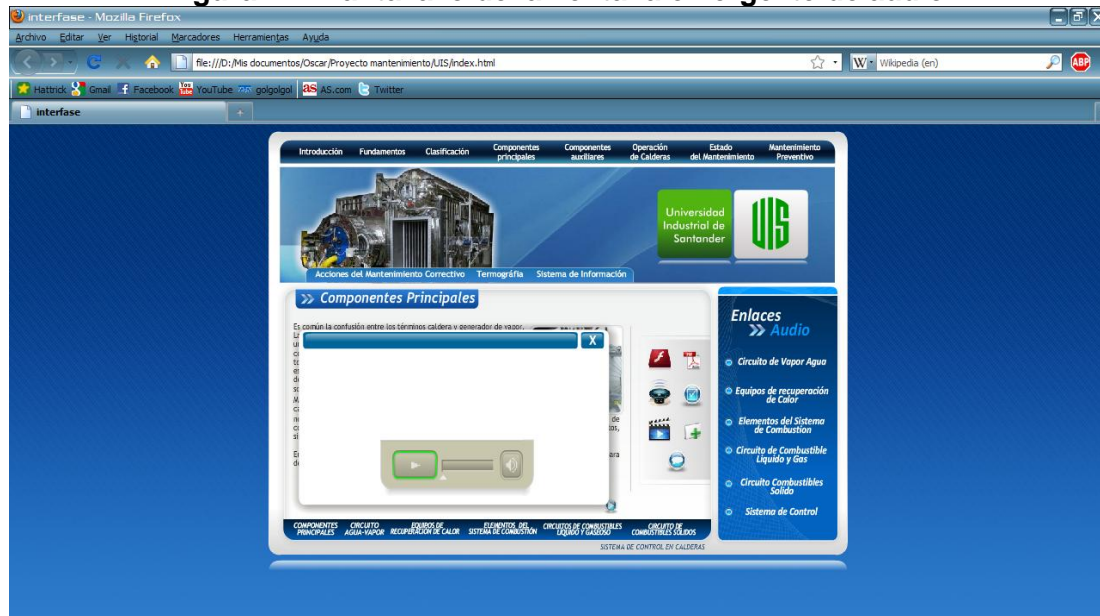 interfase - Mozilla Firefox
Archivo Editar Ver Historial Marcadores Herramientas Ayuda
file:///D:/Mis documentos/Oscar/Proyecto mantenimiento/UIS/index.html
W Wikipedia (en)
ABP
Hattrick Gmail Facebook YouTube golgolgol AS.com Twitter
interfase
Introducción Fundamentos Clasificación Componentes principales Componentes auxiliares Operación de Calderas Estado del Mantenimiento Mantenimiento Preventivo
Universidad
Industrial de
Santander
UIS
Acciones del Mantenimiento Correctivo Termográfia Sistema de Información
Componentes Principales
Es común la confusión entre los términos caldera y generador de vapor.
X
Enlaces
Audio
Circuito de Vapor Agua
Equipos de recuperación
de Calor
Elementos del Sistema
de Combustion
Circuito de Combustible
Liquido y Gas
Circuito Combustibles
Solido
Sistema de Control
COMPONENTES PRINCIPALES CIRCUITO AGUA-VAPOR EQUIPOS DE RECUPERACIÓN DE CALOR ELEMENTOS DEL SISTEMA DE COMBUSTIÓN CIRCUITOS DE COMBUSTIBLES LÍQUIDO Y GASEOSO CIRCUITO DE COMBUSTIBLES SÓLIDOS
SISTEMA DE CONTROL EN CALDERAS